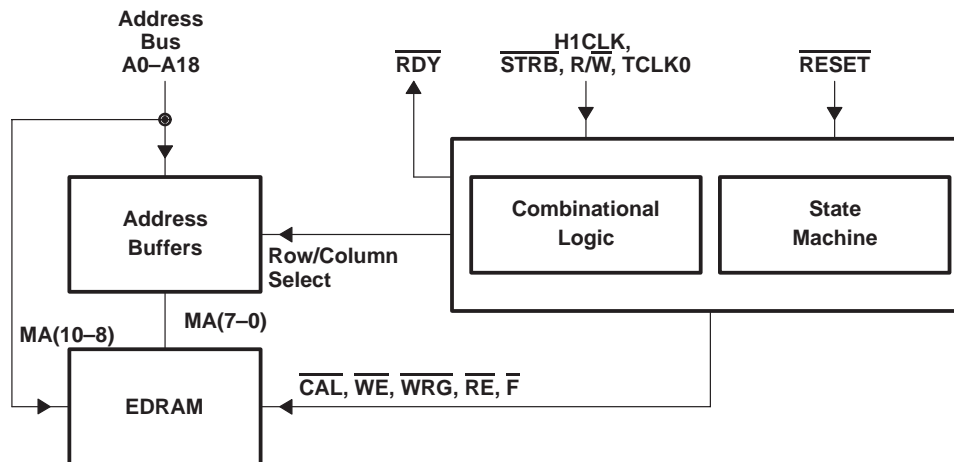 Address
Bus
A0–A18
RDY
H1CLK,
STRB, R/W, TCLK0
RESET
Address
Buffers
Combinational
Logic
State
Machine
Row/Column
Select
MA(10–8)
MA(7–0)
EDRAM
CAL, WE, WRG, RE, F